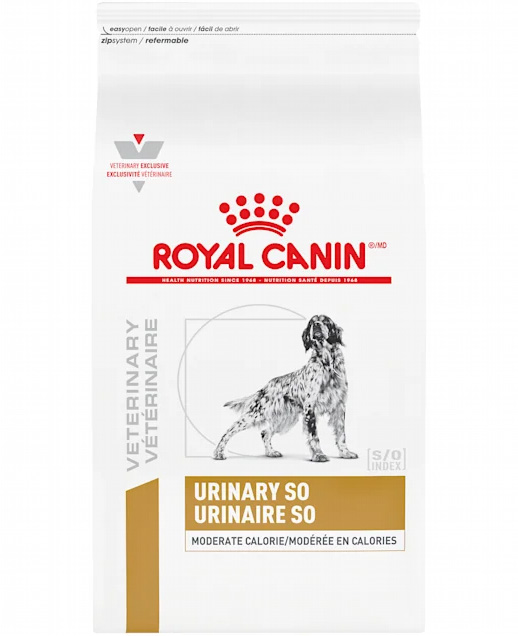 easyopen / facile à ouvrir / fácil de abrir
zipsystem / refermable
VETERINARY EXCLUSIVE
EXCLUSIVITÉ VÉTÉRINAIRE
ROYAL CANIN®/MD
HEALTH NUTRITION SINCE 1968 • NUTRITION SANTÉ DEPUIS 1968
VETERINARY
VÉTÉRINAIRE
S/O
INDEX
URINARY SO
URINAIRE SO
MODERATE CALORIE/MODÉRÉE EN CALORIES